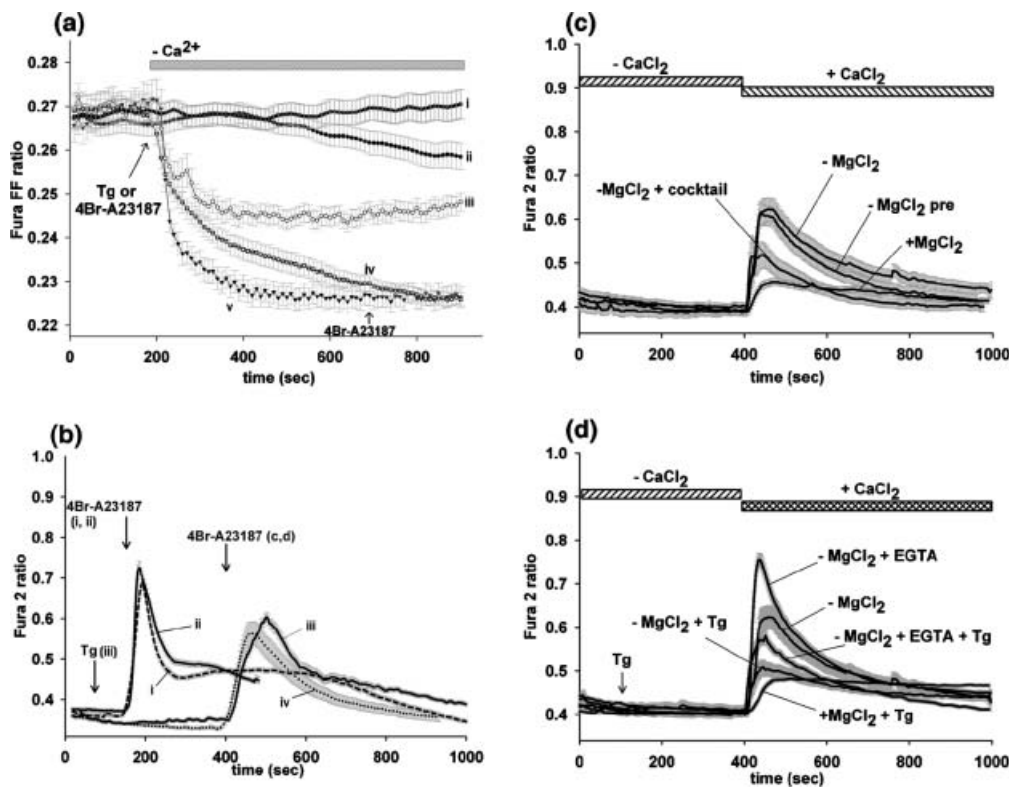 (a)
- Ca2+
0.28
0.27
0.26
0.25
0.24
0.23
0.22
Fura FF ratio
Tg or
4Br-A23187
i
ii
iii
iv
v
4Br-A23187
0 200 400 600 800
time (sec)
(b)
1.0
0.9
0.8
0.7
0.6
0.5
0.4
Fura 2 ratio
4Br-A23187
(i, ii)
4Br-A23187 (c,d)
Tg (iii)
ii
i
iii
iv
0 200 400 600 800 1000
time (sec)
(c)
- CaCl2
+ CaCl2
1.0
0.9
0.8
0.7
0.6
0.5
0.4
Fura 2 ratio
- MgCl2
-MgCl2 + cocktail
- MgCl2 pre
+MgCl2
0 200 400 600 800 1000
time (sec)
(d)
- CaCl2
+ CaCl2
1.0
0.9
0.8
0.7
0.6
0.5
0.4
Fura 2 ratio
- MgCl2 + EGTA
- MgCl2
- MgCl2 + Tg
- MgCl2 + EGTA + Tg
Tg
+MgCl2 + Tg
0 200 400 600 800 1000
time (sec)